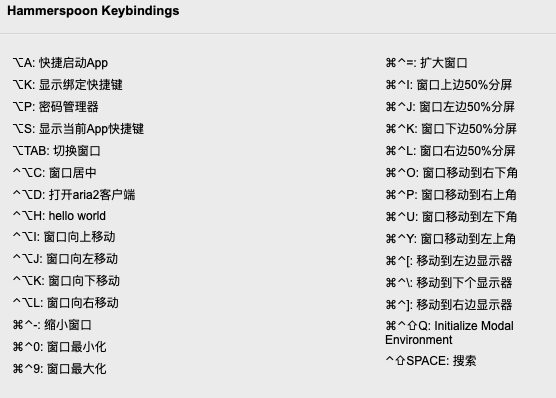 Hammerspoon Keybindings
⌥A: 快捷启动App
⌥K: 显示绑定快捷键
⌥P: 密码管理器
⌥S: 显示当前App快捷键
⌥TAB: 切换窗口
⌃⌥C: 窗口居中
⌃⌥D: 打开aria2客户端
⌃⌥H: hello world
⌃⌥I: 窗口向上移动
⌃⌥J: 窗口向左移动
⌃⌥K: 窗口向下移动
⌃⌥L: 窗口向右移动
⌘⌃-: 缩小窗口
⌘⌃0: 窗口最小化
⌘⌃9: 窗口最大化
⌘⌃=: 扩大窗口
⌘⌃I: 窗口上边50%分屏
⌘⌃J: 窗口左边50%分屏
⌘⌃K: 窗口下边50%分屏
⌘⌃L: 窗口右边50%分屏
⌘⌃O: 窗口移动到右下角
⌘⌃P: 窗口移动到右上角
⌘⌃U: 窗口移动到左下角
⌘⌃Y: 窗口移动到左上角
⌘⌃[: 移动到左边显示器
⌘⌃\: 移动到下个显示器
⌘⌃]: 移动到右边显示器
⌘⌃⇧Q: Initialize Modal
Environment
⌃⇧SPACE: 搜索